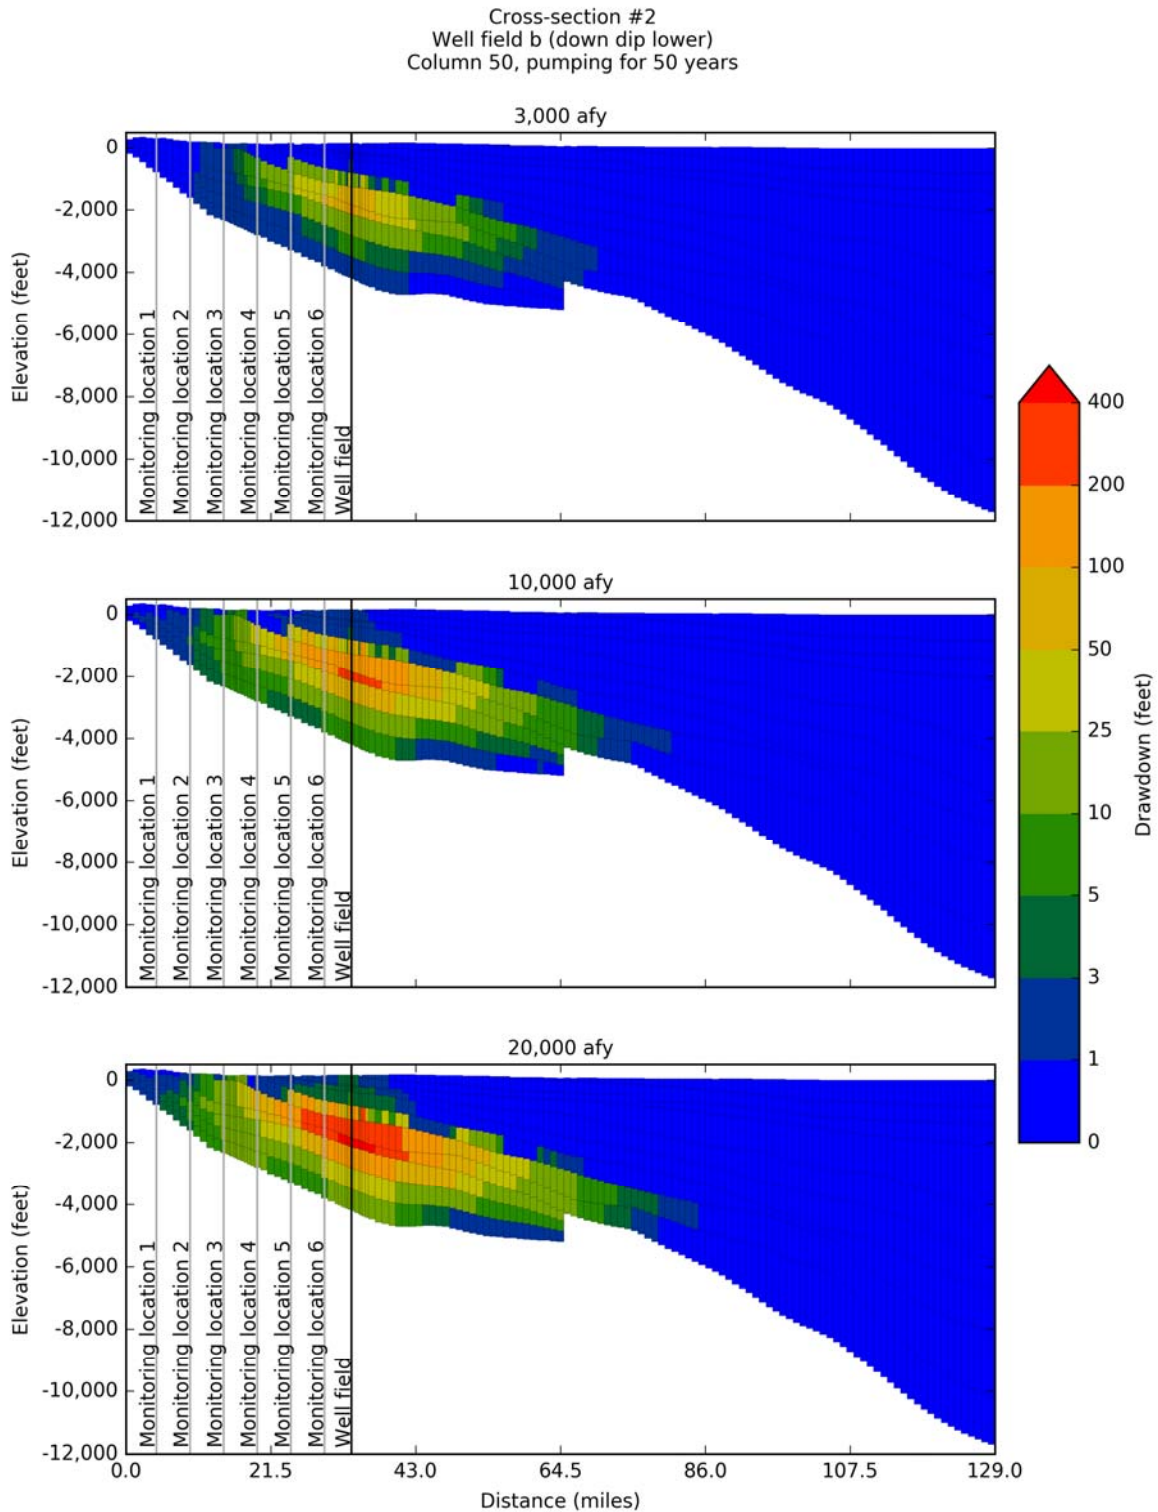 Cross-section #2
Well field b (down dip lower)
Column 50, pumping for 50 years
3,000 afy
0
-2,000
-4,000
-6,000
-8,000
-10,000
-12,000
Elevation (feet)
Monitoring location 1
Monitoring location 2
Monitoring location 3
Monitoring location 4
Monitoring location 5
Monitoring location 6
Well field
10,000 afy
0
-2,000
-4,000
-6,000
-8,000
-10,000
-12,000
Elevation (feet)
Monitoring location 1
Monitoring location 2
Monitoring location 3
Monitoring location 4
Monitoring location 5
Monitoring location 6
Well field
20,000 afy
0
-2,000
-4,000
-6,000
-8,000
-10,000
-12,000
Elevation (feet)
Monitoring location 1
Monitoring location 2
Monitoring location 3
Monitoring location 4
Monitoring location 5
Monitoring location 6
Well field
0.0 21.5 43.0 64.5 86.0 107.5 129.0
Distance (miles)
400
200
100
50
25
10
5
3
1
0
Drawdown (feet)